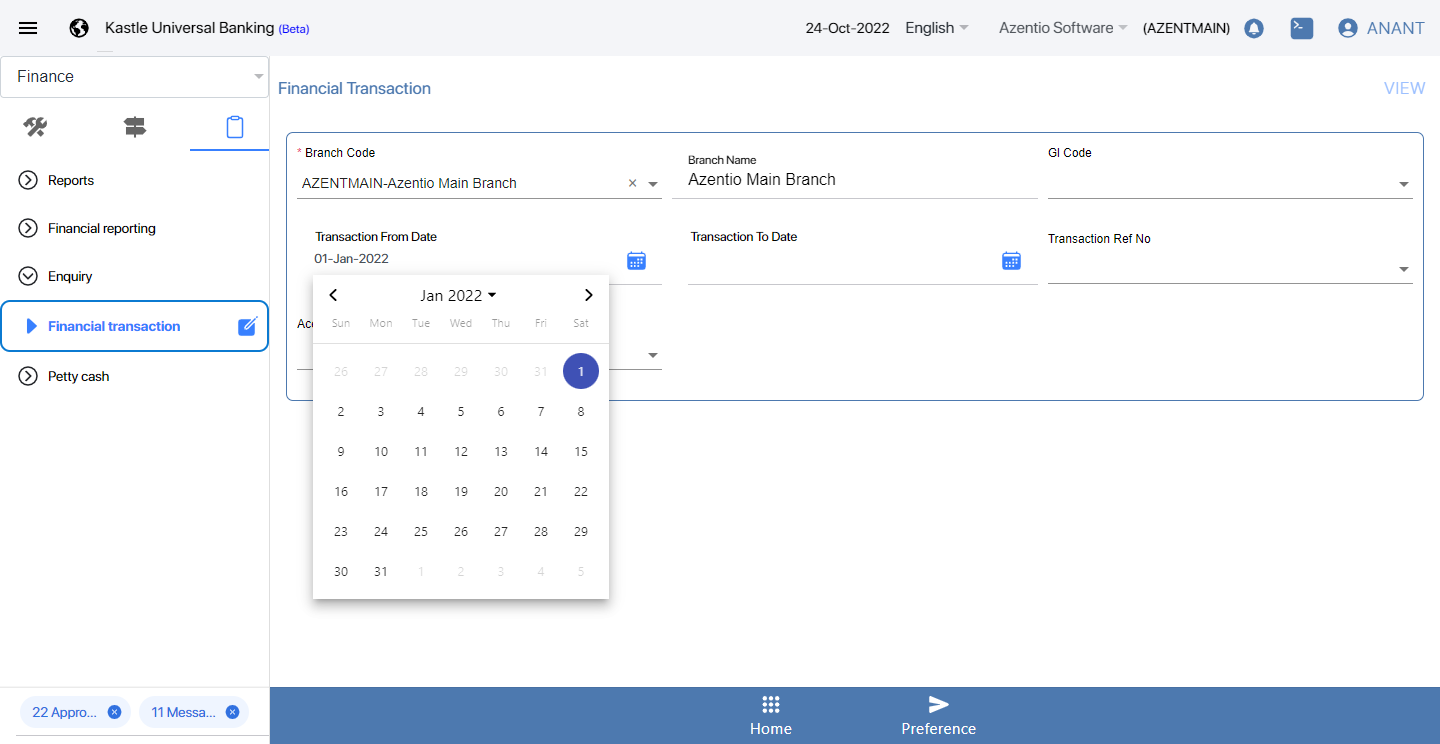 Kastle Universal Banking (Beta)
24-Oct-2022 English Azentio Software (AZENTMAIN) ANANT
Finance
Reports
Financial reporting
Enquiry
Financial transaction
Petty cash
22 Appro...
11 Messa...
Financial Transaction
VIEW
* Branch Code
AZENTMAIN-Azentio Main Branch
Branch Name
Azentio Main Branch
Gl Code
Transaction From Date
01-Jan-2022
Transaction To Date
Transaction Ref No
Acc
Jan 2022
Sun Mon Tue Wed Thu Fri Sat
26 27 28 29 30 31 1
2 3 4 5 6 7 8
9 10 11 12 13 14 15
16 17 18 19 20 21 22
23 24 25 26 27 28 29
30 31 1 2 3 4 5
Home
Preference